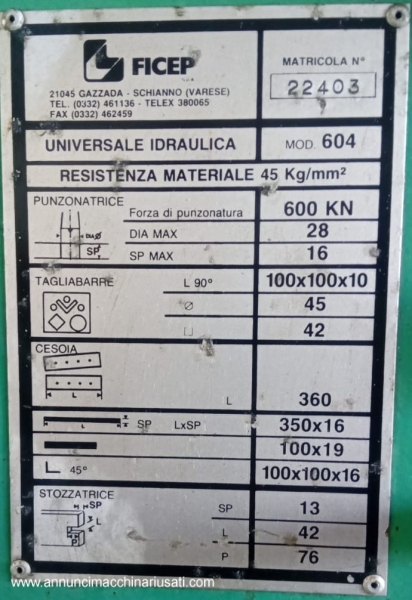 FICEP
MATRICOLA N°
22403
21045 GAZZADA - SCHIANNO (VARESE)
TEL. (0332) 461136 - TELEX 380065
FAX (0332) 462459
UNIVERSALE IDRAULICA MOD. 604
RESISTENZA MATERIALE 45 Kg/mm²
PUNZONATRICE
DIA Ø
SP
Forza di punzonatura 600 KN
DIA MAX 28
SP MAX 16
TAGLIABARRE
L 90° 100x100x10
∅ 45
□ 42
CESOIA
L
L 360
L SP LxSP 350x16
100x19
L 45° 100x100x16
STOZZATRICE
SP
L
P
SP 13
L 42
P 76
www.annuncimacchinariusati.com